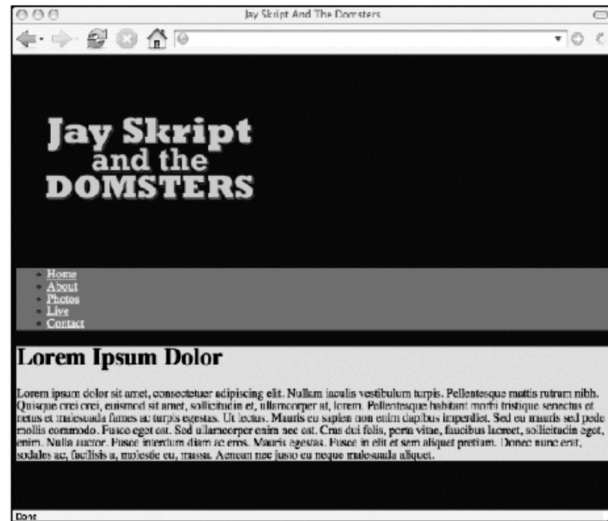 Jay Skript And The Domsters
Jay Skript
and the
DOMSTERS
Home
About
Photos
Live
Contact
Lorem Ipsum Dolor
Lorem ipsum dolor sit amet, consectetuer adipiscing elit. Nullam iaculis vestibulum turpis. Pellentesque mattis rutrum nibh.
Quisque orci orci, euismod sit amet, sollicitudin et, ullamcorper at, lorem. Pellentesque habitant morbi tristique senectus et
netus et malesuada fames ac turpis egestas. Ut lectus. Mauris eu sapien non enim dapibus imperdiet. Sed eu mauris sed pede
mollis commodo. Fusce eget est. Sed ullamcorper enim nec est. Cras dui felis, porta vitae, faucibus laoreet, sollicitudin eget,
enim. Nulla auctor. Fusce interdum diam ac eros. Mauris egestas. Fusce in elit et sem aliquet pretium. Donec nunc erat,
sodales ac, facilisis a, molestie eu, massa. Aenean nec justo eu neque malesuada aliquet.
Done